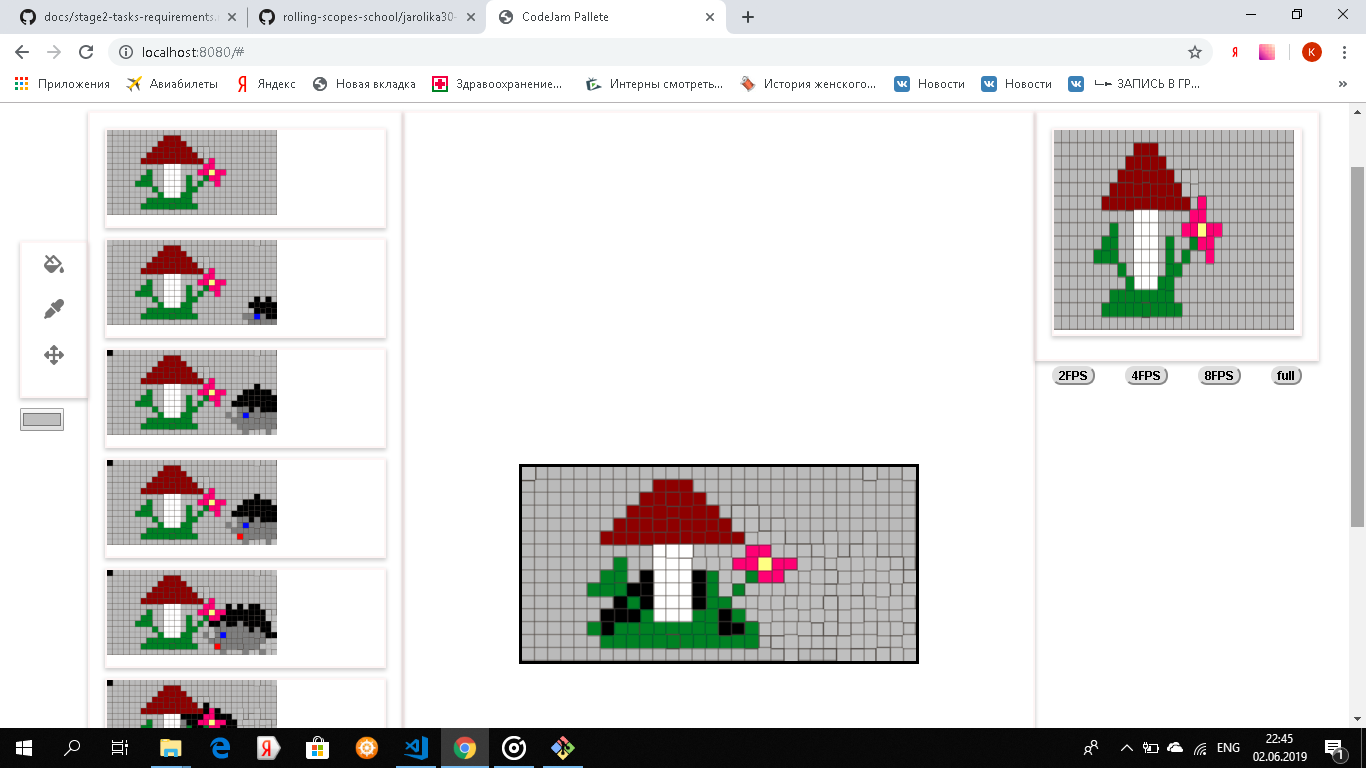 docs/stage2-tasks-requirements.
rolling-scopes-school/jarolika30-
CodeJam Pallete
localhost:8080/#
Я
K
Приложения
Авиабилеты
Я Яндекс
Новая вкладка
Здравоохранение...
Интерны смотреть...
История женского...
Новости
Новости
ЗАПИСЬ В ГР...
»
2FPS 4FPS 8FPS full
ENG
22:45
02.06.2019
1